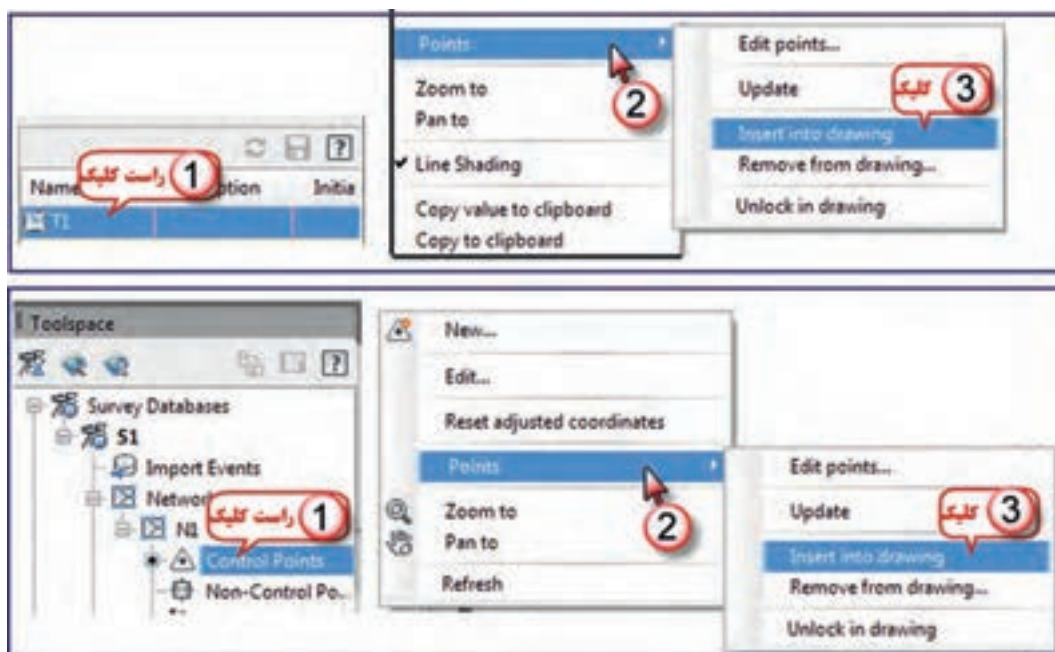 Name
ption
Initia
T1
1 راست کلیک
Points
2
Zoom to
Pan to
Line Shading
Copy value to clipboard
Copy to clipboard
Edit points...
Update
3 کلیک
Insert into drawing
Remove from drawing...
Unlock in drawing
Toolspace
Survey Databases
S1
Import Events
Networ
N1
1 راست کلیک
Control Points
Non-Control Po..
New...
Edit...
Reset adjusted coordinates
Points
2
Zoom to
Pan to
Refresh
Edit points...
Update
3 کلیک
Insert into drawing
Remove from drawing...
Unlock in drawing